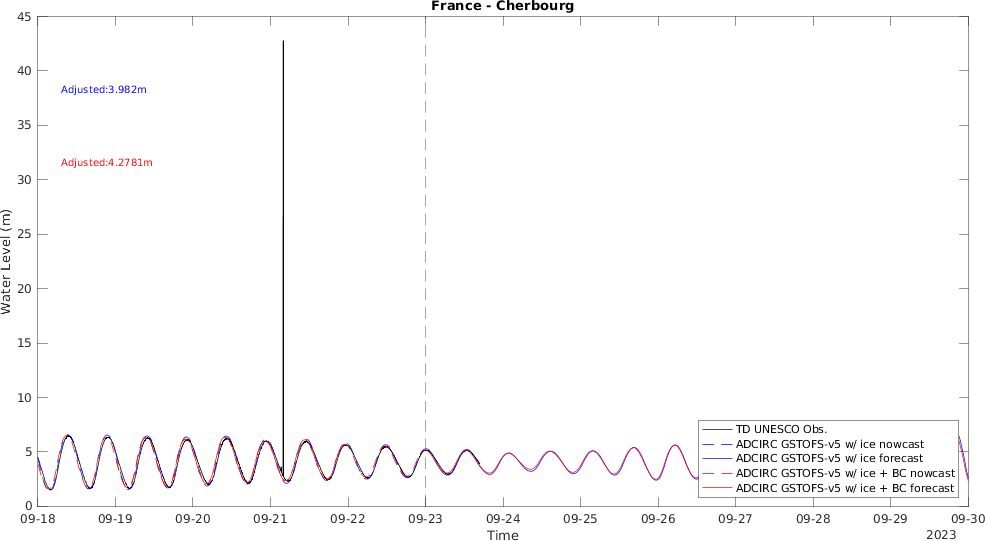 France - Cherbourg
45
40
35
30
25
20
15
10
5
0
Water Level (m)
Adjusted:3.982m
Adjusted:4.2781m
TD UNESCO Obs.
ADCIRC GSTOFS-v5 w/ ice nowcast
ADCIRC GSTOFS-v5 w/ ice forecast
ADCIRC GSTOFS-v5 w/ ice + BC nowcast
ADCIRC GSTOFS-v5 w/ ice + BC forecast
09-18 09-19 09-20 09-21 09-22 09-23 09-24 09-25 09-26 09-27 09-28 09-29 09-30
Time
2023